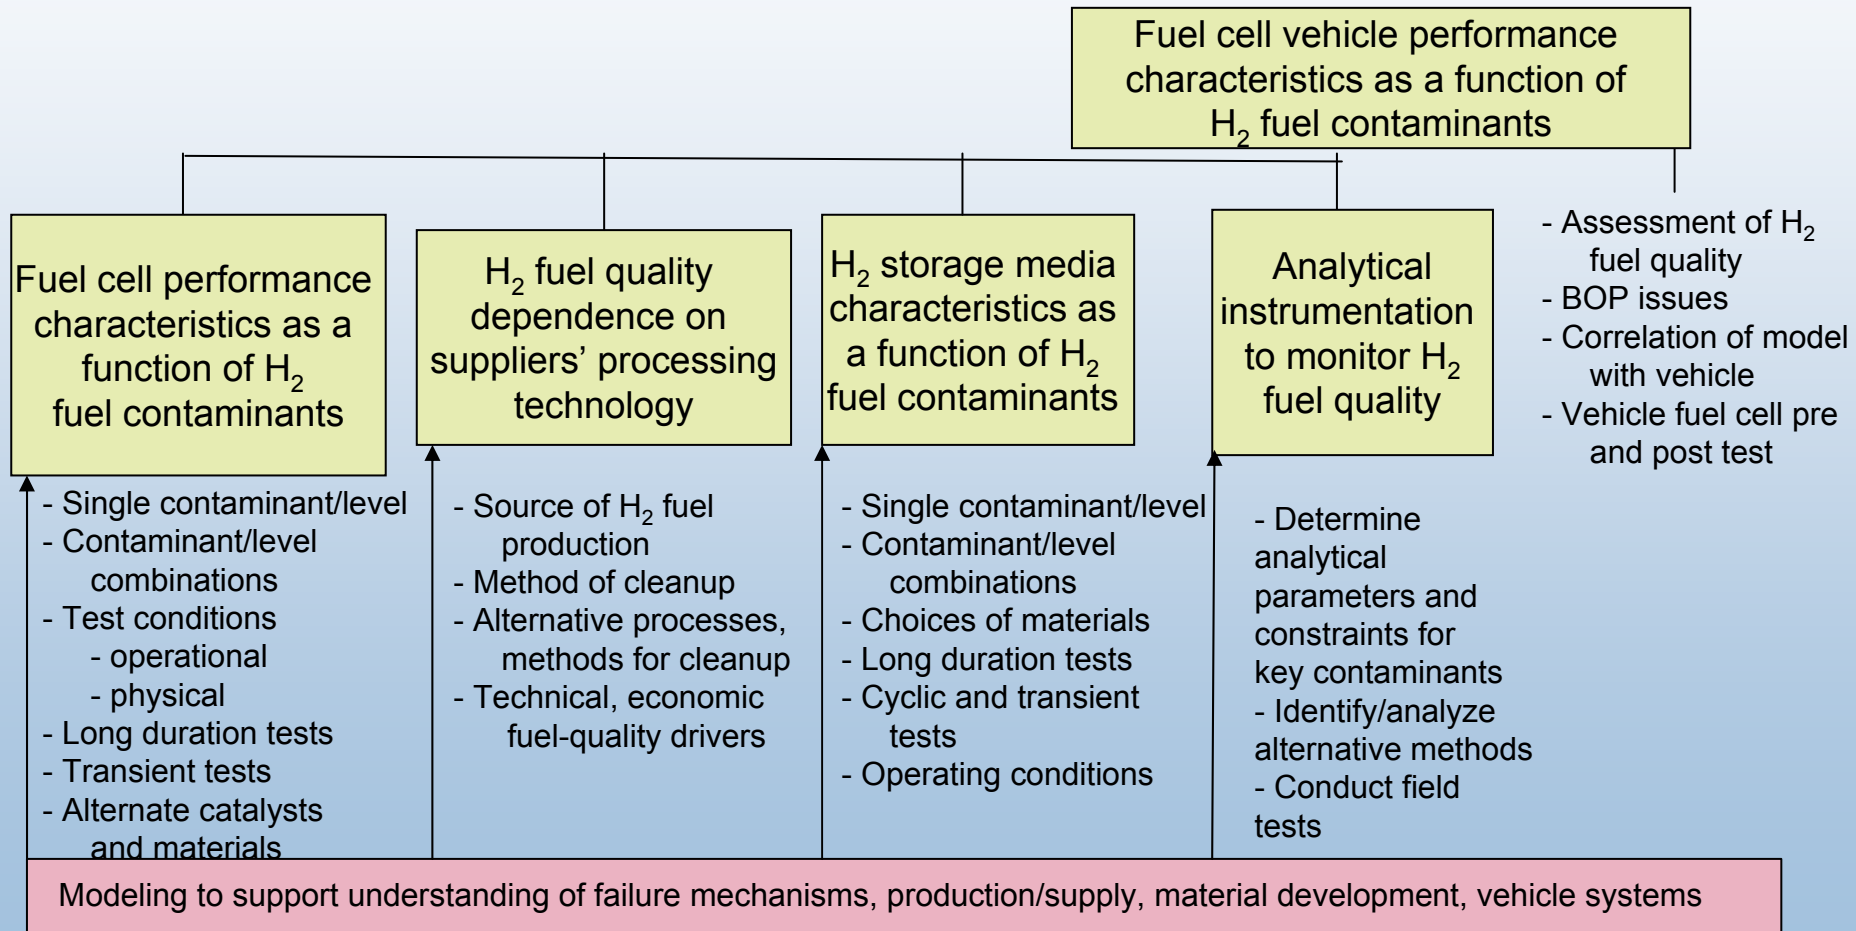 Fuel cell vehicle performance
characteristics as a function of
H₂ fuel contaminants
Fuel cell performance
characteristics as a
function of H₂
fuel contaminants
- Single contaminant/level
- Contaminant/level
combinations
- Test conditions
- operational
- physical
- Long duration tests
- Transient tests
- Alternate catalysts
and materials
H₂ fuel quality
dependence on
suppliers’ processing
technology
- Source of H₂ fuel
production
- Method of cleanup
- Alternative processes,
methods for cleanup
- Technical, economic
fuel-quality drivers
H₂ storage media
characteristics as
a function of H₂
fuel contaminants
- Single contaminant/level
- Contaminant/level
combinations
- Choices of materials
- Long duration tests
- Cyclic and transient
tests
- Operating conditions
Analytical
instrumentation
to monitor H₂
fuel quality
- Determine
analytical
parameters and
constraints for
key contaminants
- Identify/analyze
alternative methods
- Conduct field
tests
- Assessment of H₂
fuel quality
- BOP issues
- Correlation of model
with vehicle
- Vehicle fuel cell pre
and post test
Modeling to support understanding of failure mechanisms, production/supply, material development, vehicle systems